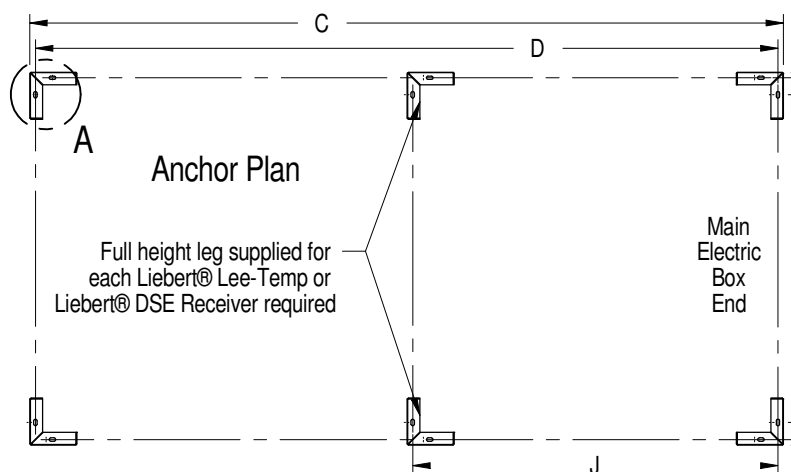 C
D
A
Anchor Plan
Full height leg supplied for
each Liebert® Lee-Temp or
Liebert® DSE Receiver required
Main
Electric
Box
End
J